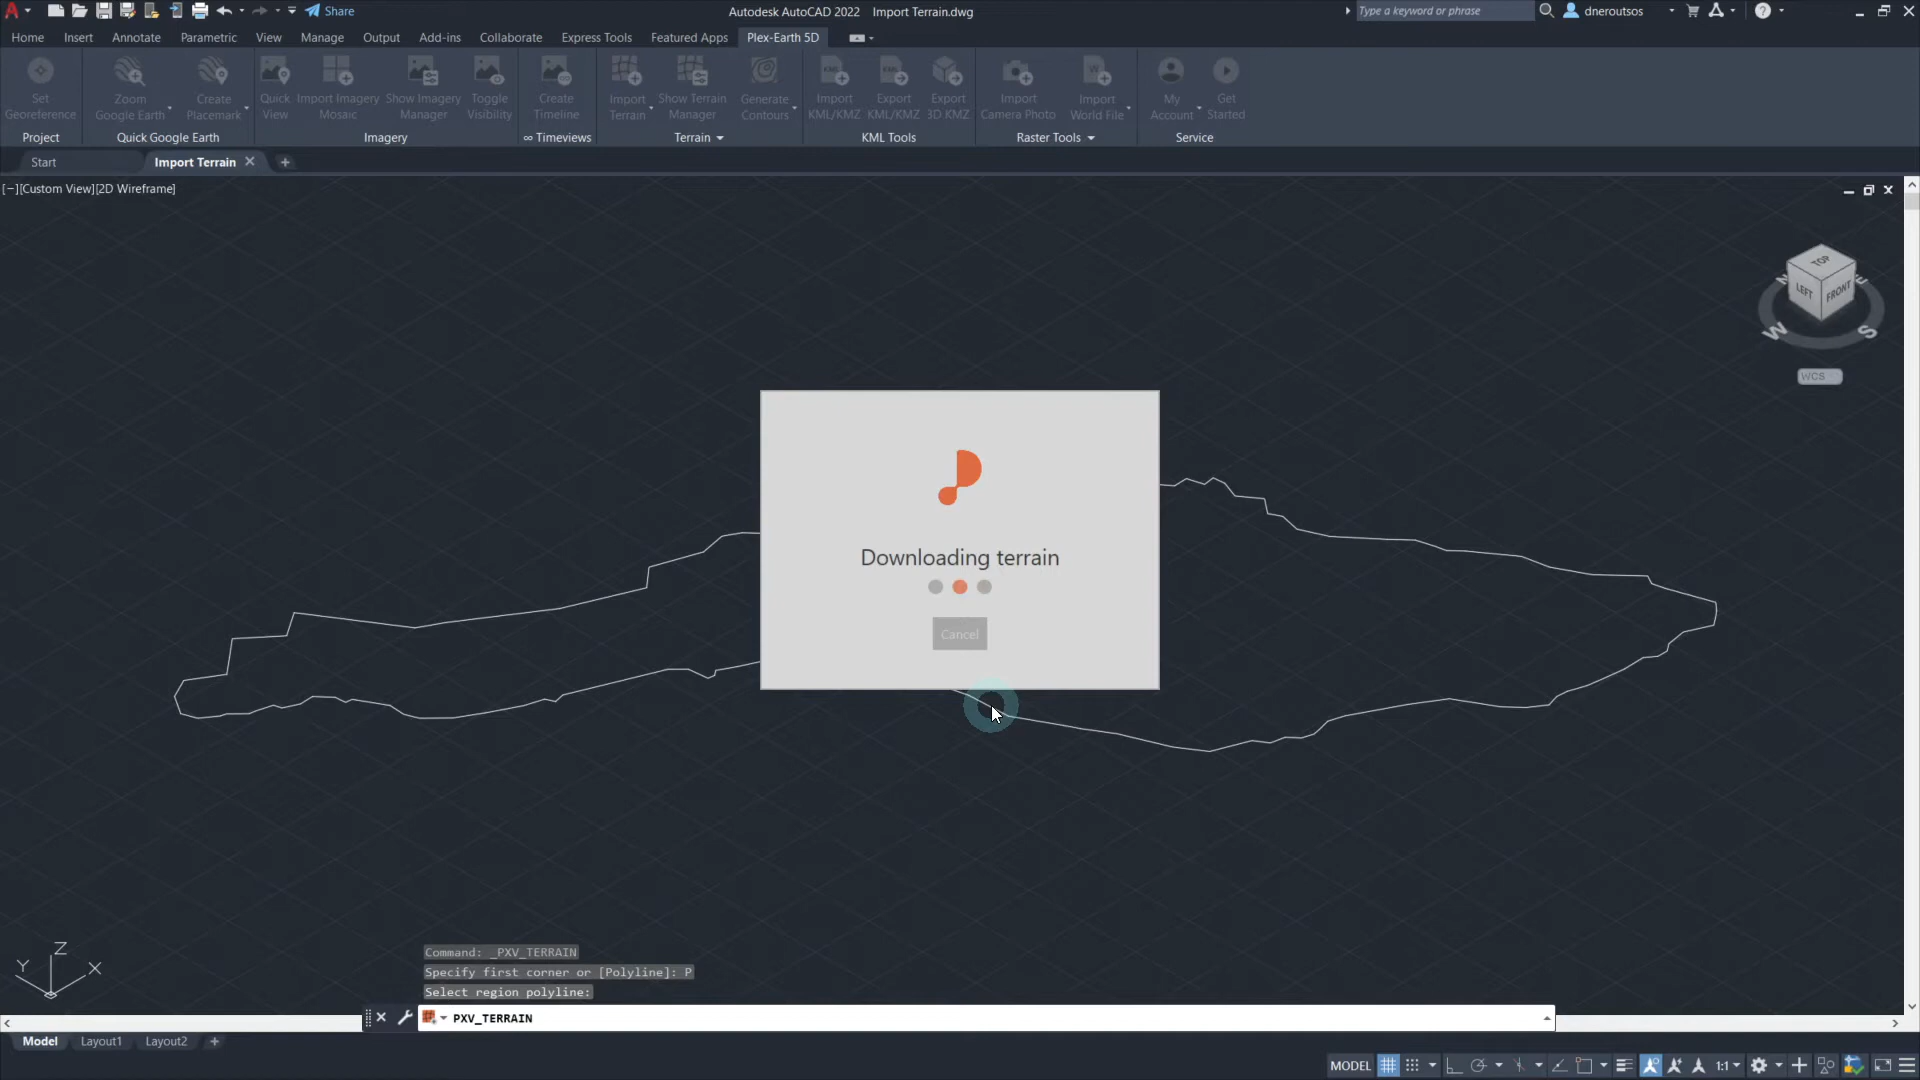 Share
Autodesk AutoCAD 2022 Import Terrain.dwg
Type a keyword or phrase
dneroutsos
Home Insert Annotate Parametric View Manage Output Add-ins Collaborate Express Tools Featured Apps Plex-Earth 5D
Set Georeference
Zoom Google Earth
Create Placemark
Quick View
Import Imagery Mosaic
Show Imagery Manager
Toggle Visibility
Create Timeline
Import Terrain
Show Terrain Manager
Generate Contours
Import KML/KMZ
Export KML/KMZ
Export 3D KMZ
Import Camera Photo
Import World File
My Account
Get Started
Project Quick Google Earth Imagery ∞ Timeviews Terrain KML Tools Raster Tools Service
Start Import Terrain
[−][Custom View][2D Wireframe]
TOP
LEFT FRONT
W S
WCS
Downloading terrain
Cancel
Z
Y X
Command: _PXV_TERRAIN
Specify first corner or [Polyline]: P
Select region polyline:
PXV_TERRAIN
Model Layout1 Layout2
MODEL 1:1